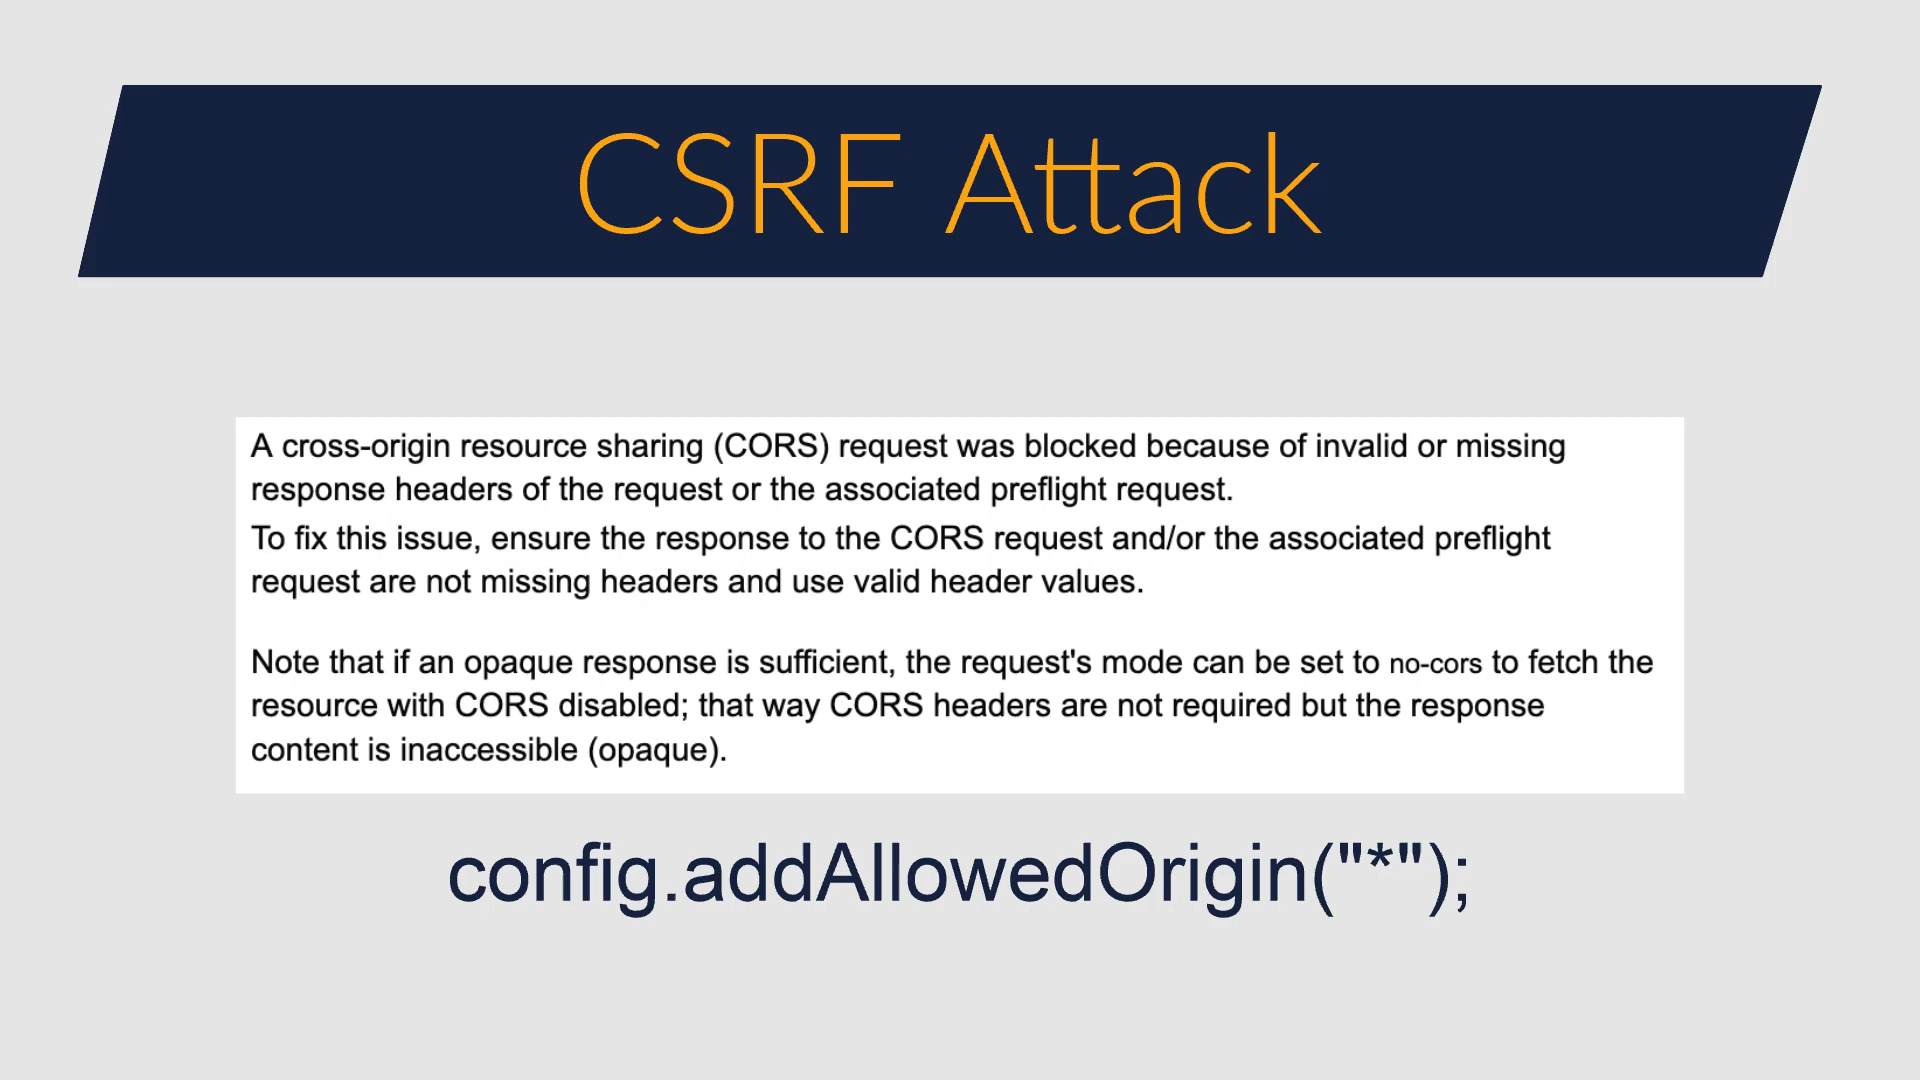 CSRF Attack
A cross-origin resource sharing (CORS) request was blocked because of invalid or missing
response headers of the request or the associated preflight request.
To fix this issue, ensure the response to the CORS request and/or the associated preflight
request are not missing headers and use valid header values.
Note that if an opaque response is sufficient, the request's mode can be set to no-cors to fetch the
resource with CORS disabled; that way CORS headers are not required but the response
content is inaccessible (opaque).
config.addAllowedOrigin("*");